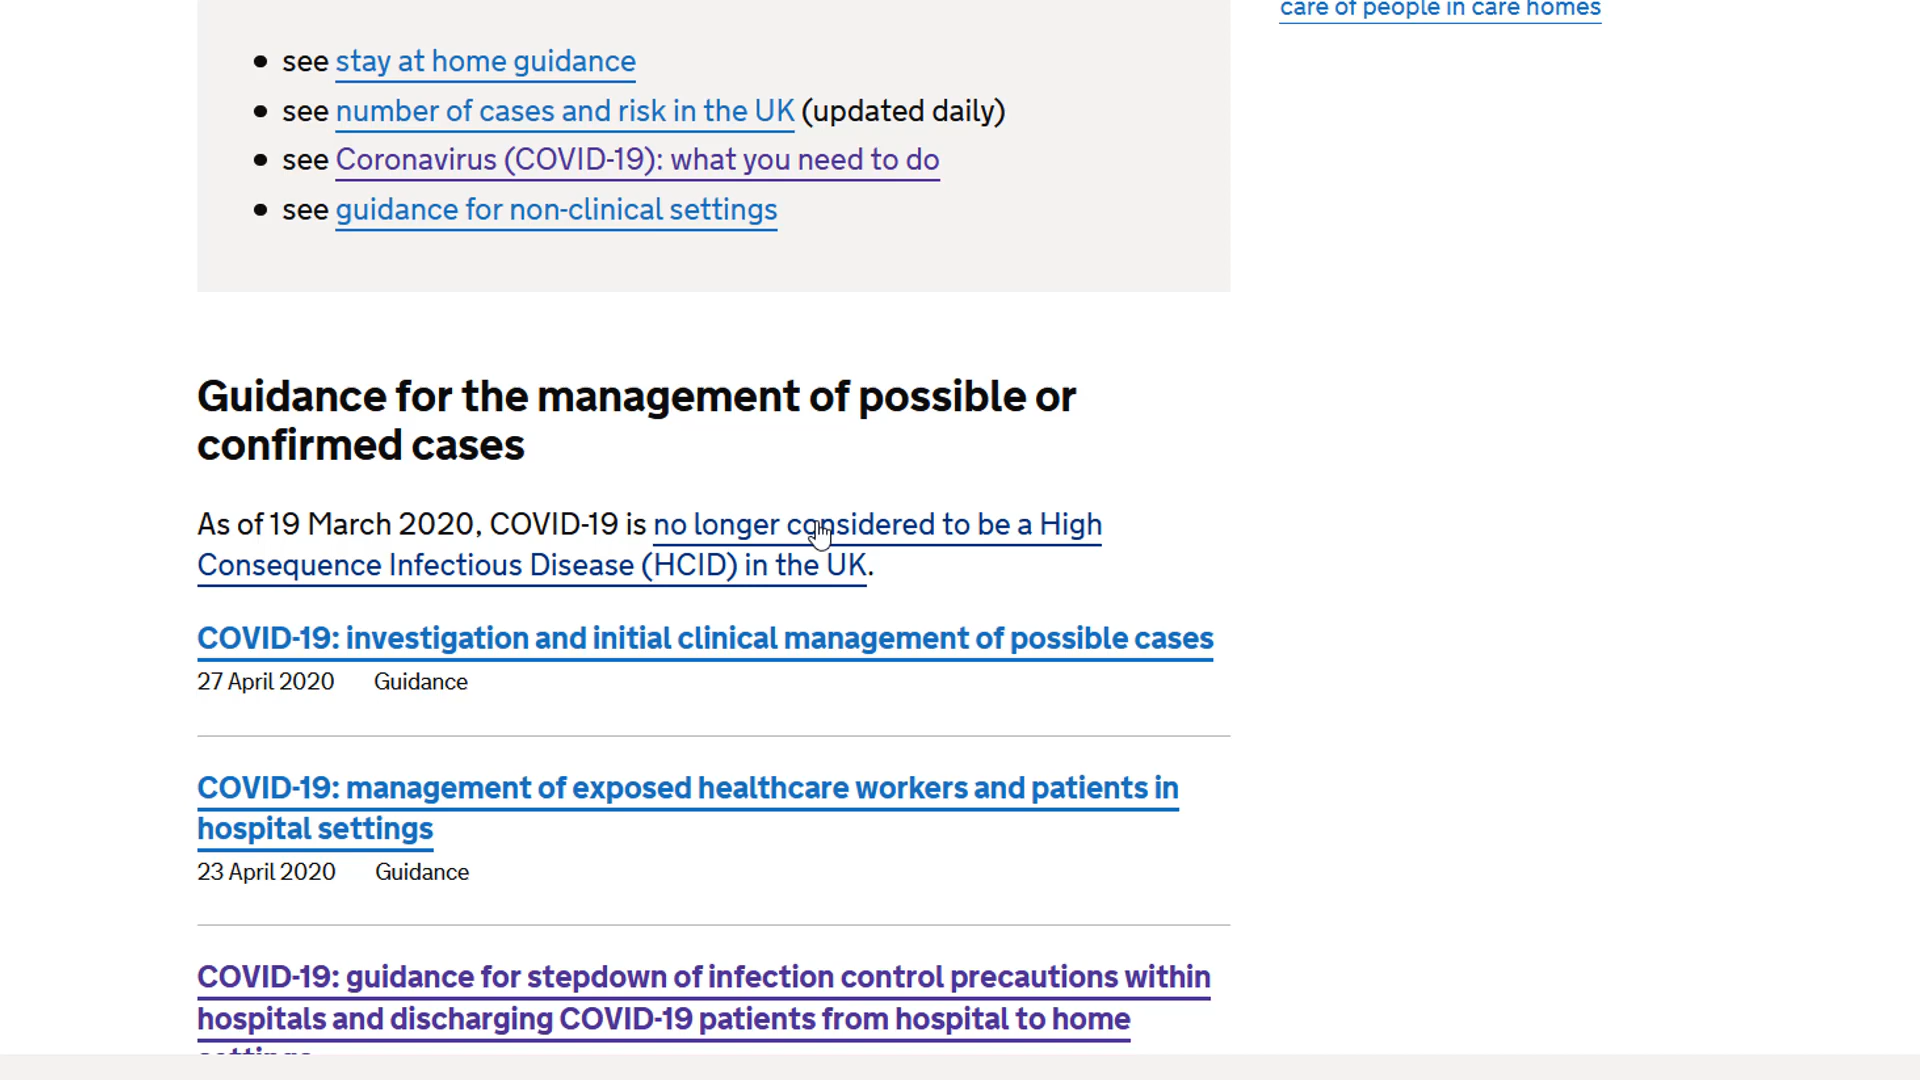 care of people in care homes
• see stay at home guidance
• see number of cases and risk in the UK (updated daily)
• see Coronavirus (COVID-19): what you need to do
• see guidance for non-clinical settings
Guidance for the management of possible or
confirmed cases
As of 19 March 2020, COVID-19 is no longer considered to be a High
Consequence Infectious Disease (HCID) in the UK.
COVID-19: investigation and initial clinical management of possible cases
27 April 2020 Guidance
COVID-19: management of exposed healthcare workers and patients in
hospital settings
23 April 2020 Guidance
COVID-19: guidance for stepdown of infection control precautions within
hospitals and discharging COVID-19 patients from hospital to home
settings